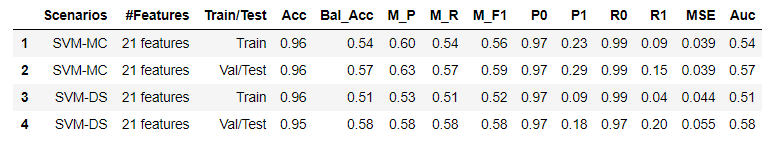 Scenarios #Features Train/Test Acc Bal_Acc M_P M_R M_F1 P0 P1 R0 R1 MSE Auc
1 SVM-MC 21 features Train 0.96 0.54 0.60 0.54 0.56 0.97 0.23 0.99 0.09 0.039 0.54
2 SVM-MC 21 features Val/Test 0.96 0.57 0.63 0.57 0.59 0.97 0.29 0.99 0.15 0.039 0.57
3 SVM-DS 21 features Train 0.96 0.51 0.53 0.51 0.52 0.97 0.09 0.99 0.04 0.044 0.51
4 SVM-DS 21 features Val/Test 0.95 0.58 0.58 0.58 0.58 0.97 0.18 0.97 0.20 0.055 0.58